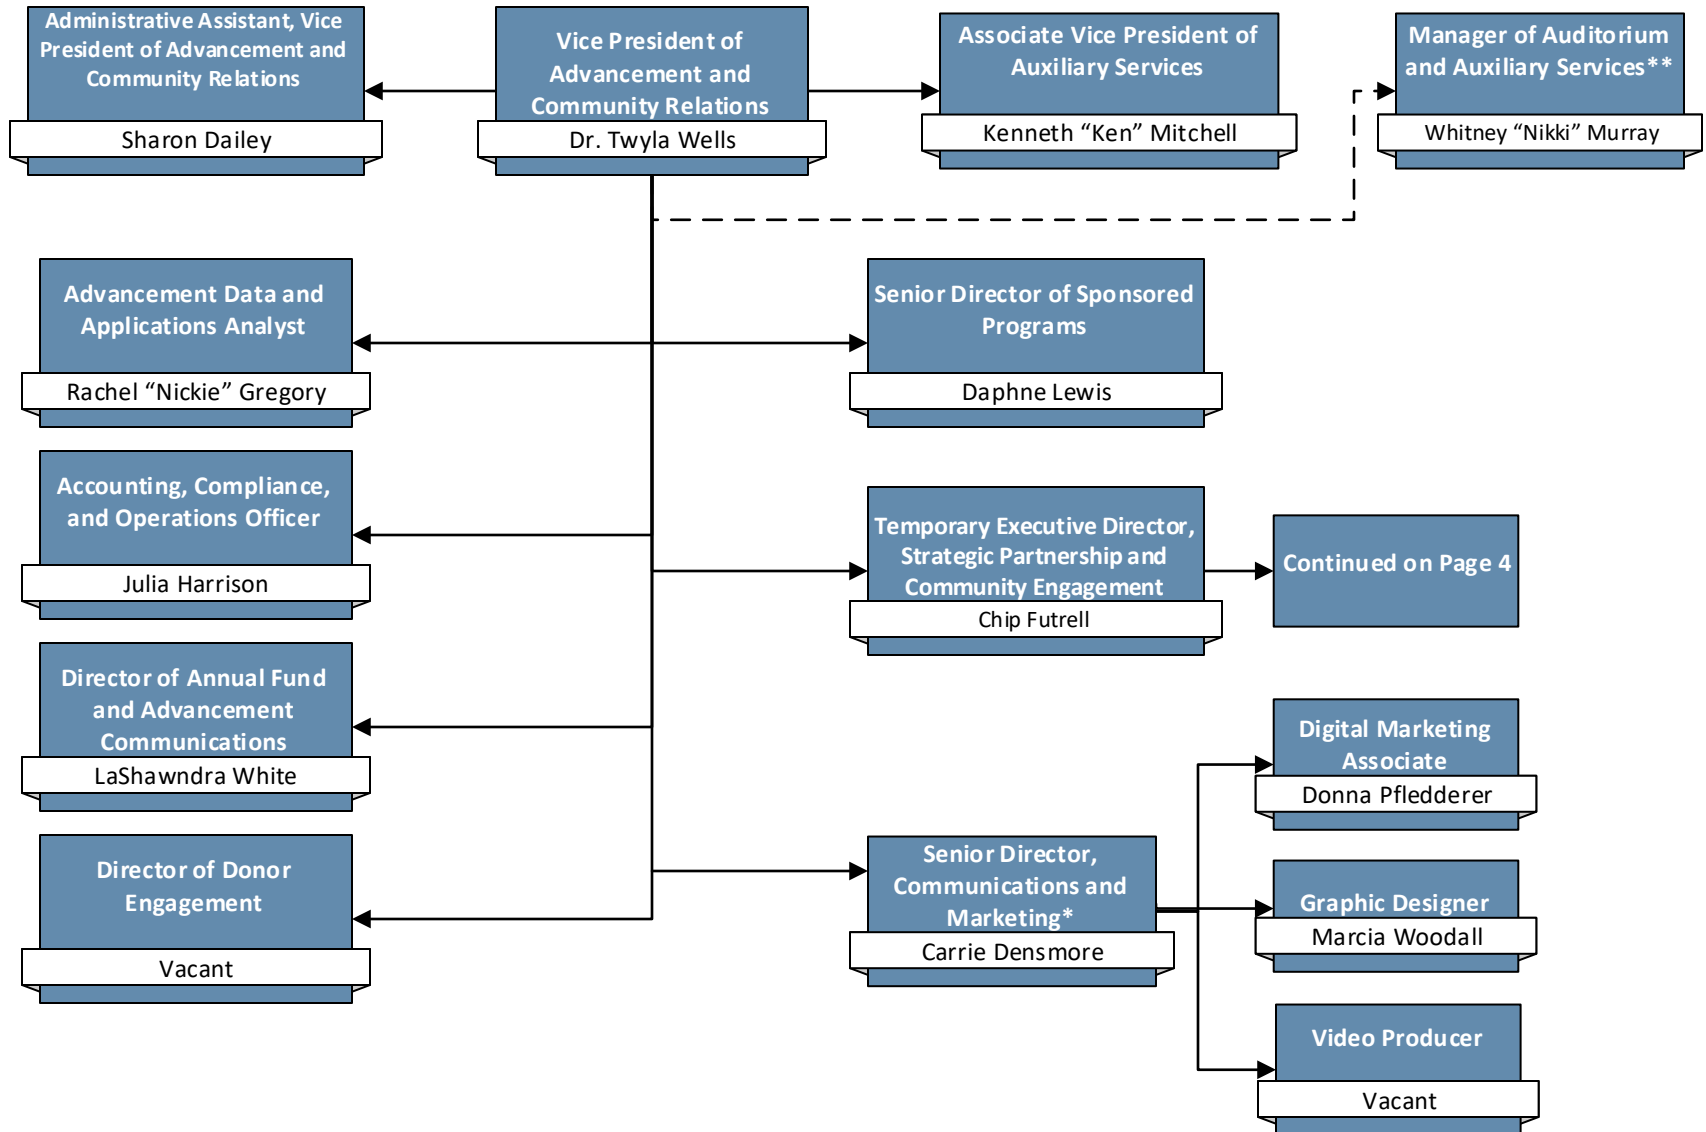 Administrative Assistant, Vice
President of Advancement and
Community Relations
Sharon Dailey
Vice President of
Advancement and
Community Relations
Dr. Twyla Wells
Associate Vice President of
Auxiliary Services
Kenneth “Ken” Mitchell
Manager of Auditorium
and Auxiliary Services**
Whitney “Nikki” Murray
Advancement Data and
Applications Analyst
Rachel “Nickie” Gregory
Senior Director of Sponsored
Programs
Daphne Lewis
Accounting, Compliance,
and Operations Officer
Julia Harrison
Temporary Executive Director,
Strategic Partnership and
Community Engagement
Chip Futrell
Continued on Page 4
Director of Annual Fund
and Advancement
Communications
LaShawndra White
Digital Marketing
Associate
Donna Pfledderer
Director of Donor
Engagement
Vacant
Senior Director,
Communications and
Marketing*
Carrie Densmore
Graphic Designer
Marcia Woodall
Video Producer
Vacant